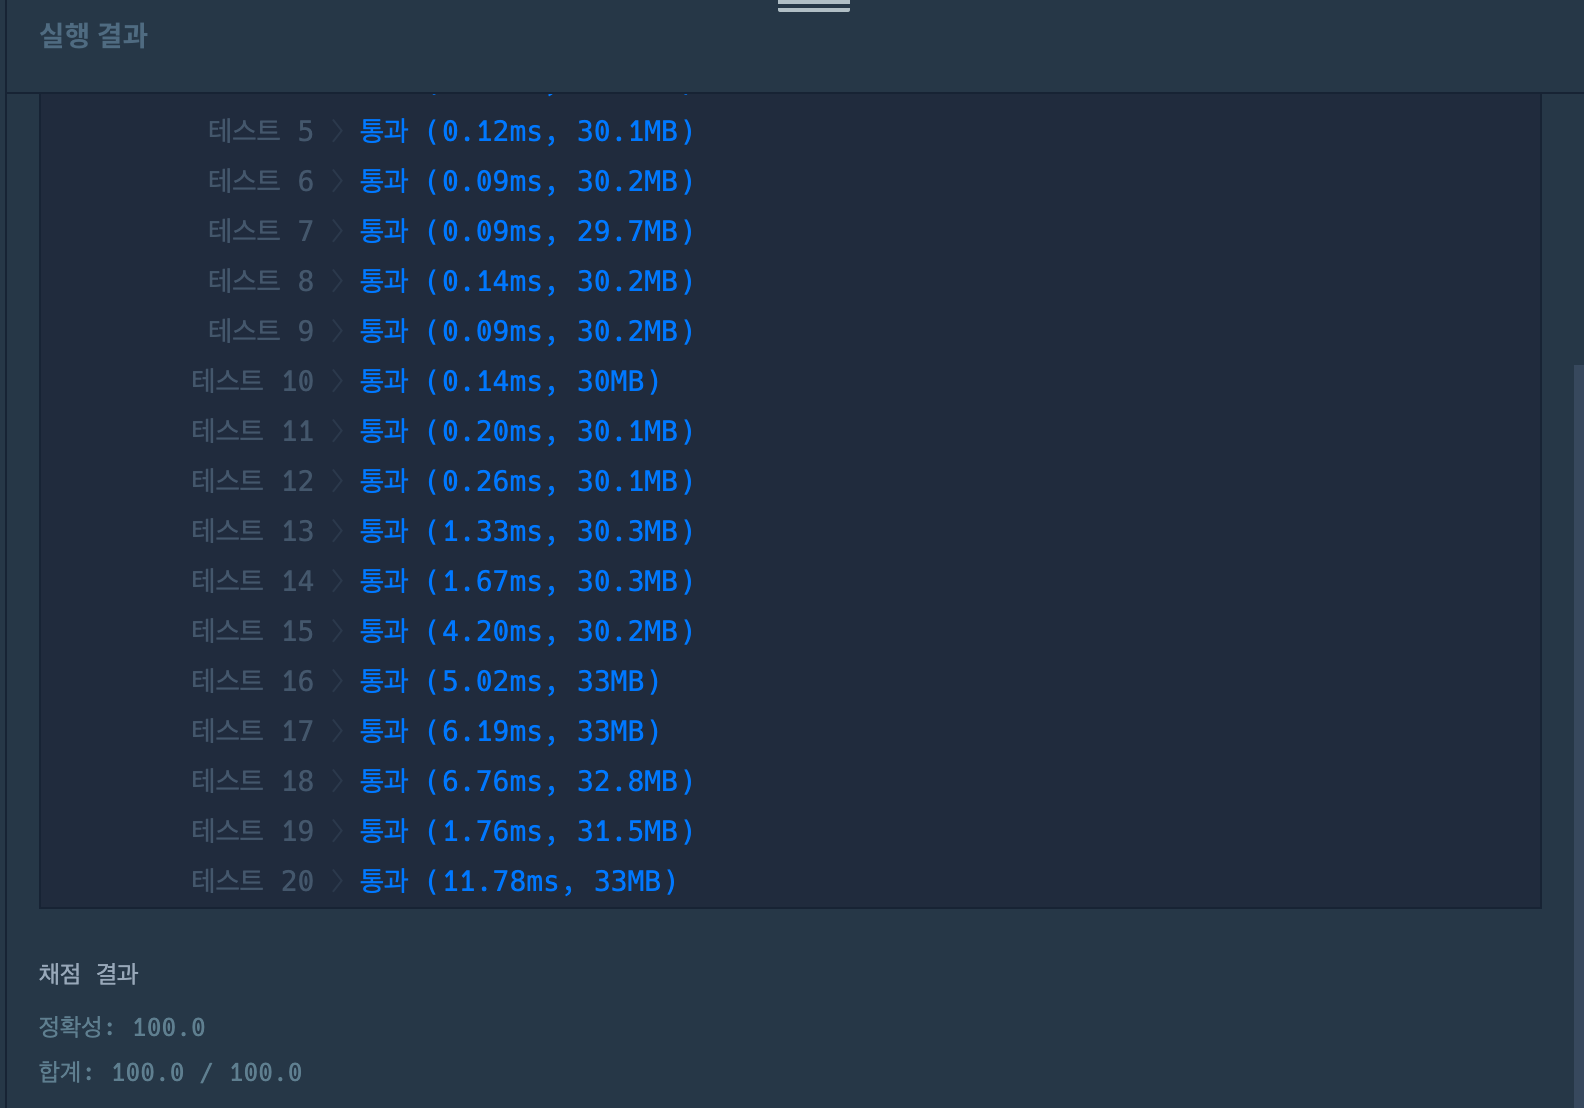 실행 결과
테스트 5 〉 통과 (0.12ms, 30.1MB)
테스트 6 〉 통과 (0.09ms, 30.2MB)
테스트 7 〉 통과 (0.09ms, 29.7MB)
테스트 8 〉 통과 (0.14ms, 30.2MB)
테스트 9 〉 통과 (0.09ms, 30.2MB)
테스트 10 〉 통과 (0.14ms, 30MB)
테스트 11 〉 통과 (0.20ms, 30.1MB)
테스트 12 〉 통과 (0.26ms, 30.1MB)
테스트 13 〉 통과 (1.33ms, 30.3MB)
테스트 14 〉 통과 (1.67ms, 30.3MB)
테스트 15 〉 통과 (4.20ms, 30.2MB)
테스트 16 〉 통과 (5.02ms, 33MB)
테스트 17 〉 통과 (6.19ms, 33MB)
테스트 18 〉 통과 (6.76ms, 32.8MB)
테스트 19 〉 통과 (1.76ms, 31.5MB)
테스트 20 〉 통과 (11.78ms, 33MB)
채점 결과
정확성: 100.0
합계: 100.0 / 100.0